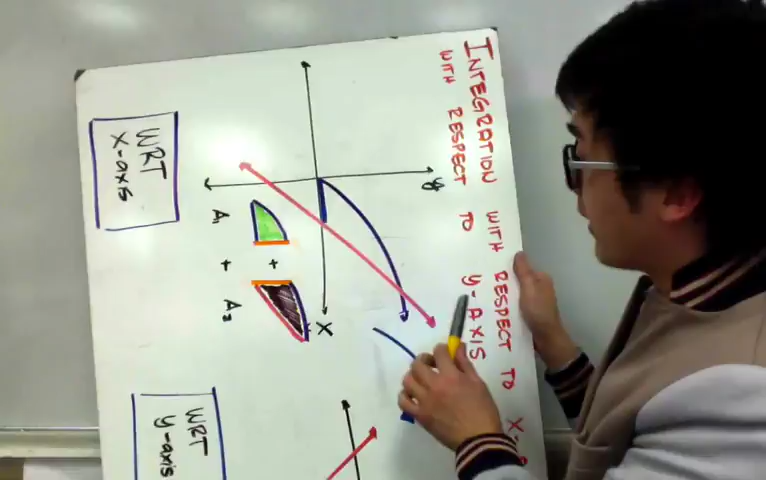 INTEGRATION WITH RESPECT TO X-
WITH RESPECT TO y-AXIS
y
X
+
A₁ + A₂
WRT
X-axis
WRT
y-axis